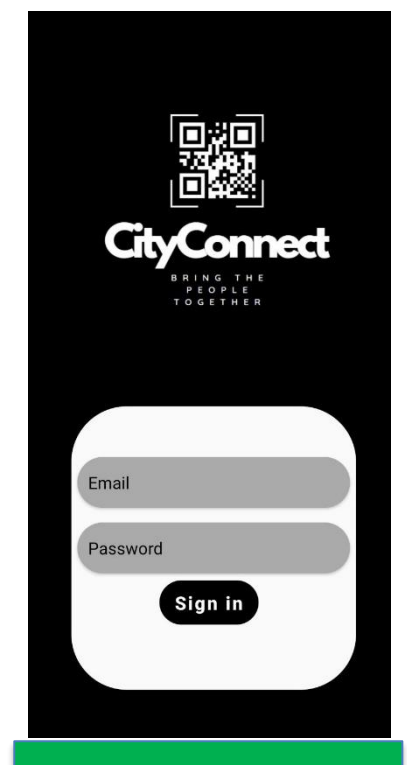 CityConnect
BRING THE
PEOPLE
TOGETHER
Email
Password
Sign in